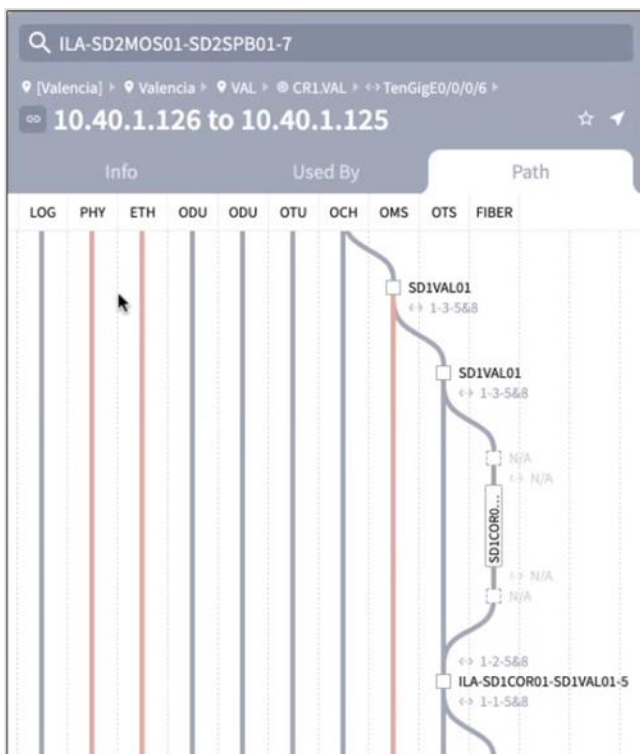 ILA-SD2MOS01-SD2SPB01-7
[Valencia] Valencia VAL CR1.VAL TenGigE0/0/0/6
10.40.1.126 to 10.40.1.125
Info Used By Path
LOG PHY ETH ODU ODU OTU OCH OMS OTS FIBER
SD1VAL01
1-3-5&8
SD1VAL01
1-3-5&8
N/A
N/A
SD1COR0...
N/A
N/A
1-2-5&8
ILA-SD1COR01-SD1VAL01-5
1-1-5&8